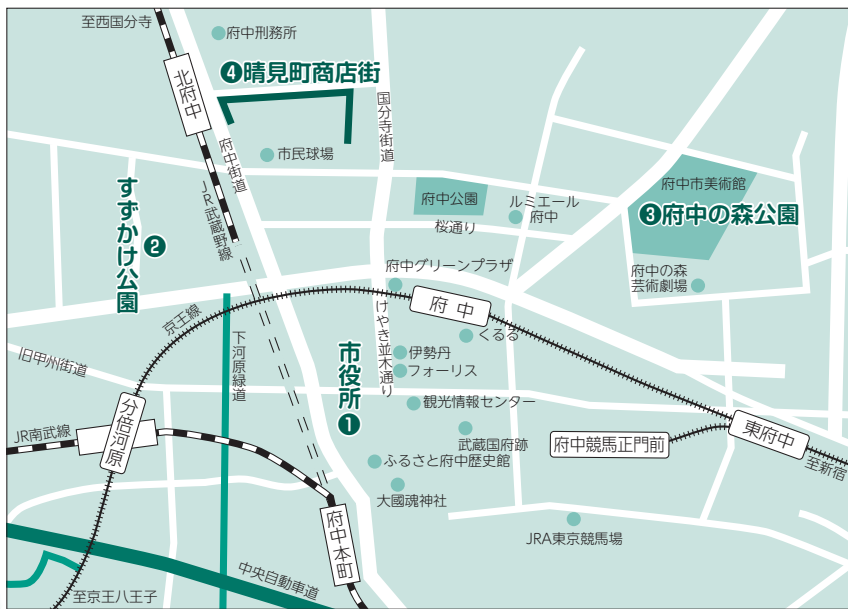 至西国分寺
府中刑務所
北府中
❹晴見町商店街
国分寺街道
府中街道
市民球場
JR武蔵野線
すずかけ公園
❷
府中公園
ルミエール
府中
桜通り
府中市美術館
❸府中の森公園
府中の森
芸術劇場
府中グリーンプラザ
京王線
府中
くるる
けやき並木通り
伊勢丹
フォーリス
市役所
❶
旧甲州街道
下河原緑道
観光情報センター
分倍河原
JR南武線
武蔵国府跡
府中競馬正門前
東府中
至新宿
ふるさと府中歴史館
大國魂神社
府中本町
JRA東京競馬場
中央自動車道
至京王八王子